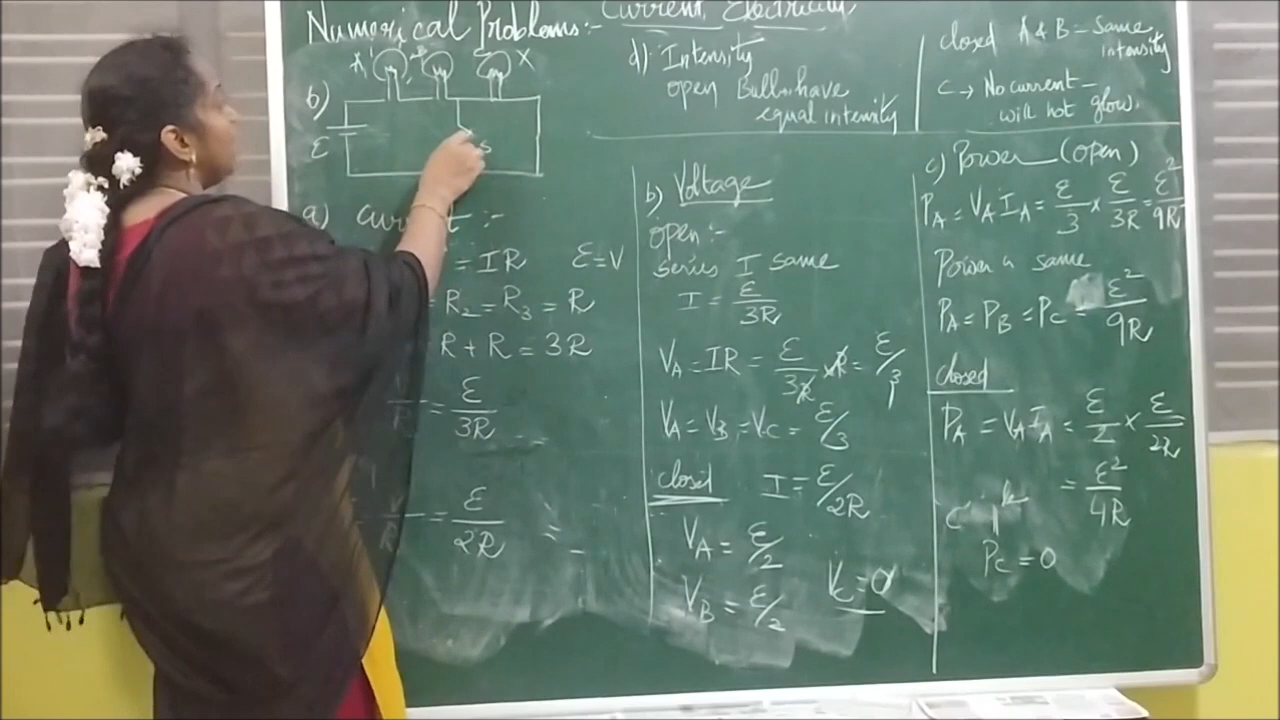 Numerical Problems:- Current Electricity
b)
A B X
ε
S
a) Current :-
= IR ε = V
= R₂ = R₃ = R
R + R = 3R
= ε/3R
= ε/2R
d) Intensity
open Bulbs have
equal intensity
closed A & B – Same
intensity
C → No current –
will not glow.
b) Voltage
open :-
series I same
I = ε/3R
V_A = IR = ε/3R × R = ε/3
V_A = V_B = V_C = ε/3
closed I = ε/2R
V_A = ε/2
V_B = ε/2 V_C = 0
c) Power (open)
P_A = V_A I_A = ε/3 × ε/3R = ε²/9R
Power is same
P_A = P_B = P_C = ε²/9R
closed
P_A = V_A I_A = ε/2 × ε/2R
= ε²/4R
P_C = 0